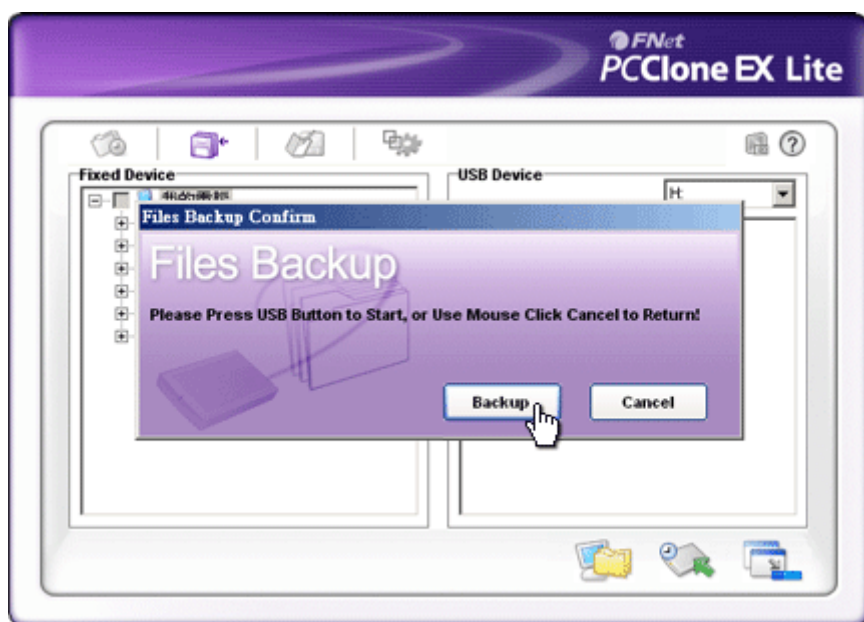 FNet
PCClone EX Lite
Fixed Device
USB Device
H:
Files Backup Confirm
Files Backup
Please Press USB Button to Start, or Use Mouse Click Cancel to Return!
Backup
Cancel